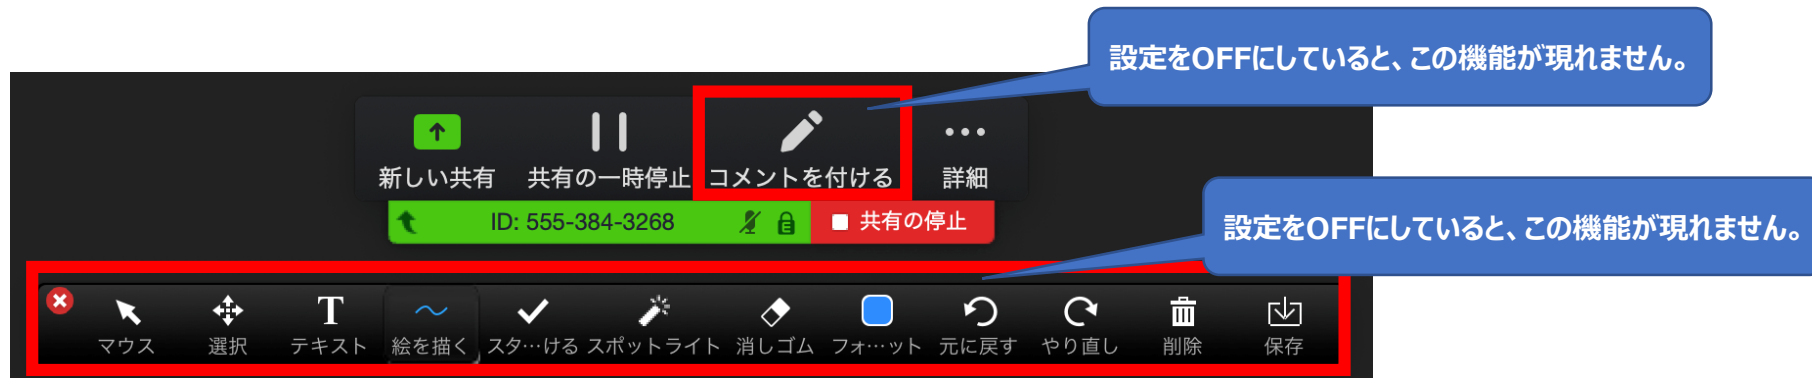 設定をOFFにしていると、この機能が現れません。
新しい共有 共有の一時停止 コメントを付ける 詳細
ID: 555-384-3268 共有の停止
設定をOFFにしていると、この機能が現れません。
マウス 選択 テキスト 絵を描く スタ…ける スポットライト 消しゴム フォ…ット 元に戻す やり直し 削除 保存